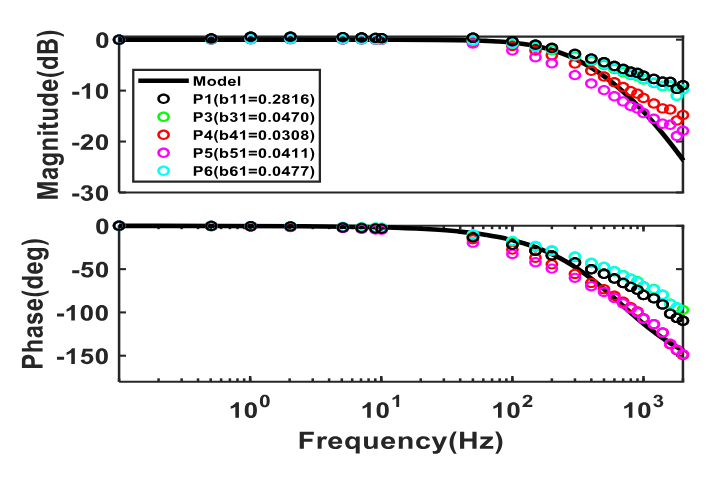 Magnitude(dB)
0
-10
-20
-30
Model
P1(b11=0.2816)
P3(b31=0.0470)
P4(b41=0.0308)
P5(b51=0.0411)
P6(b61=0.0477)
Phase(deg)
0
-50
-100
-150
10^0 10^1 10^2 10^3
Frequency(Hz)